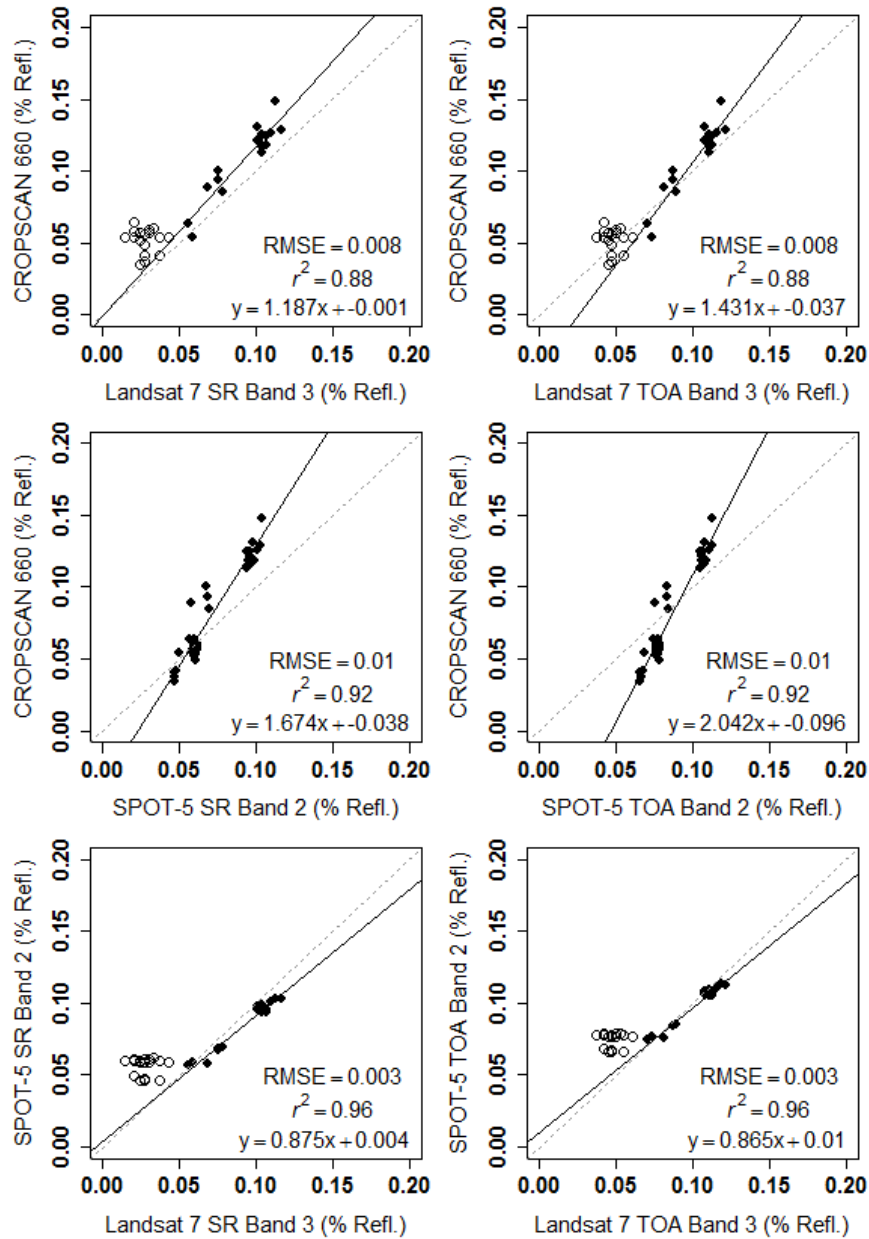 CROPSCAN 660 (% Refl.)
0.00 0.05 0.10 0.15 0.20
RMSE = 0.008
r² = 0.88
y = 1.187x + -0.001
0.00 0.05 0.10 0.15 0.20
Landsat 7 SR Band 3 (% Refl.)
CROPSCAN 660 (% Refl.)
0.00 0.05 0.10 0.15 0.20
RMSE = 0.008
r² = 0.88
y = 1.431x + -0.037
0.00 0.05 0.10 0.15 0.20
Landsat 7 TOA Band 3 (% Refl.)
CROPSCAN 660 (% Refl.)
0.00 0.05 0.10 0.15 0.20
RMSE = 0.01
r² = 0.92
y = 1.674x + -0.038
0.00 0.05 0.10 0.15 0.20
SPOT-5 SR Band 2 (% Refl.)
CROPSCAN 660 (% Refl.)
0.00 0.05 0.10 0.15 0.20
RMSE = 0.01
r² = 0.92
y = 2.042x + -0.096
0.00 0.05 0.10 0.15 0.20
SPOT-5 TOA Band 2 (% Refl.)
SPOT-5 SR Band 2 (% Refl.)
0.00 0.05 0.10 0.15 0.20
RMSE = 0.003
r² = 0.96
y = 0.875x + 0.004
0.00 0.05 0.10 0.15 0.20
Landsat 7 SR Band 3 (% Refl.)
SPOT-5 TOA Band 2 (% Refl.)
0.00 0.05 0.10 0.15 0.20
RMSE = 0.003
r² = 0.96
y = 0.865x + 0.01
0.00 0.05 0.10 0.15 0.20
Landsat 7 TOA Band 3 (% Refl.)